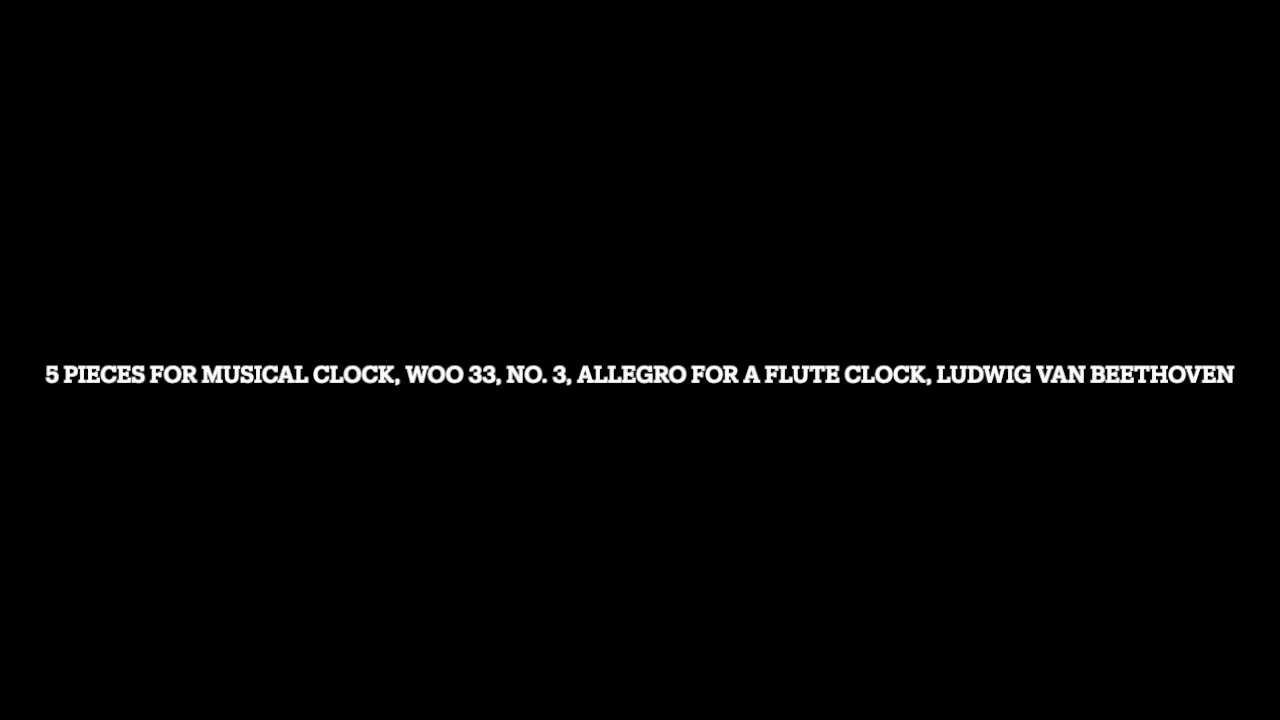 5 PIECES FOR MUSICAL CLOCK, WOO 33, NO. 3, ALLEGRO FOR A FLUTE CLOCK, LUDWIG VAN BEETHOVEN